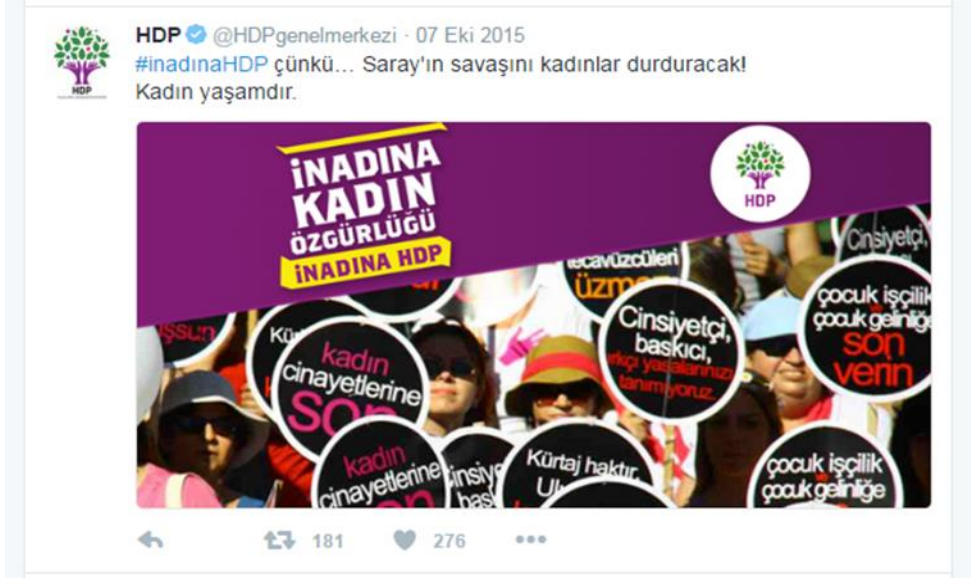 HDP @HDPgenelmerkezi · 07 Eki 2015
#inadınaHDP çünkü... Saray'ın savaşını kadınlar durduracak!
Kadın yaşamdır.
HDP
İNADINA
KADIN
ÖZGÜRLÜĞÜ
İNADINA HDP
HDP
Cinsiyetçi,
tecavüzcüleri
Cinsiyetçi,
baskıcı,
ırkçı yasalarınızı
tanımıyoruz.
çocuk işçilik
çocuk gelinliğe
SON
verin
kadın
cinayetlerine
SON
kadın
cinayetlerine
Kürtaj haktır,
çocuk işçilik
çocuk gelinliğe
181 276